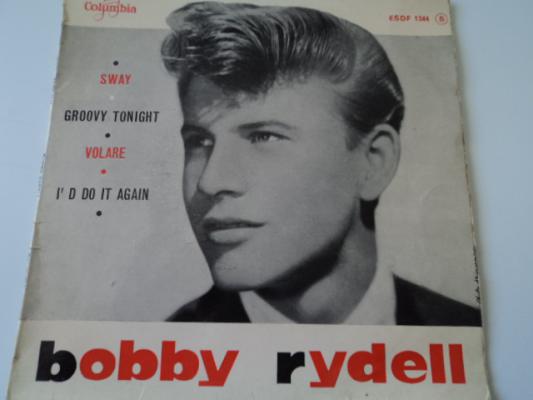 Columbia
ESDF 1344 S
SWAY
GROOVY TONIGHT
VOLARE
I'D DO IT AGAIN
bobby rydell